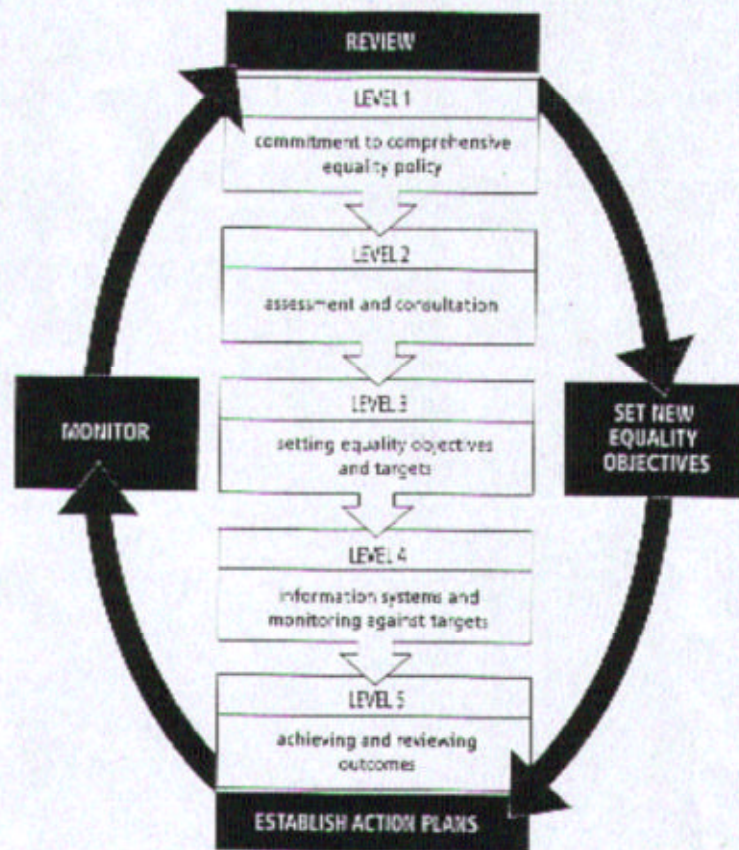 REVIEW
LEVEL 1
commitment to comprehensive
equality policy
LEVEL 2
assessment and consultation
LEVEL 3
setting equality objectives
and targets
MONITOR
SET NEW
EQUALITY
OBJECTIVES
LEVEL 4
information systems and
monitoring against targets
LEVEL 5
achieving and reviewing
outcomes
ESTABLISH ACTION PLANS